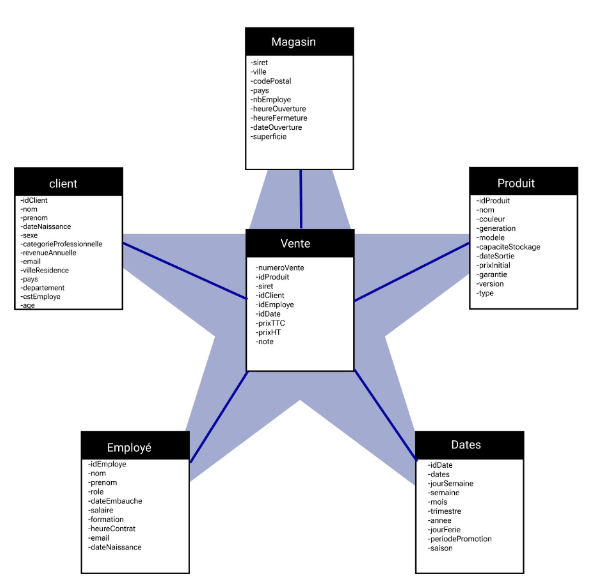 Magasin
-siret
-ville
-codePostal
-pays
-nbEmploye
-heureOuverture
-heureFermeture
-dateOuverture
-superficie
client
-idClient
-nom
-prenom
-dateNaissance
-sexe
-categorieProfessionnelle
-revenueAnnuelle
-email
-villeResidence
-pays
-departement
-estEmploye
-age
Produit
-idProduit
-nom
-couleur
-generation
-modele
-capaciteStockage
-dateSortie
-prixInitial
-garantie
-version
-type
Vente
-numeroVente
-idProduit
-siret
-idClient
-idEmploye
-idDate
-prixTTC
-prixHT
-note
Employé
-idEmploye
-nom
-prenom
-role
-dateEmbauche
-salaire
-formation
-heureContrat
-email
-dateNaissance
Dates
-idDate
-dates
-jourSemaine
-semaine
-mois
-trimestre
-annee
-jourFerie
-periodePromotion
-saison